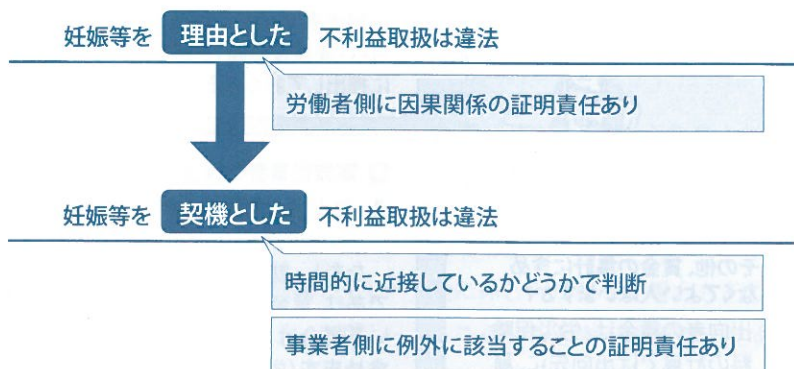 妊娠等を 理由とした 不利益取扱は違法
労働者側に因果関係の証明責任あり
妊娠等を 契機とした 不利益取扱は違法
時間的に近接しているかどうかで判断
事業者側に例外に該当することの証明責任あり